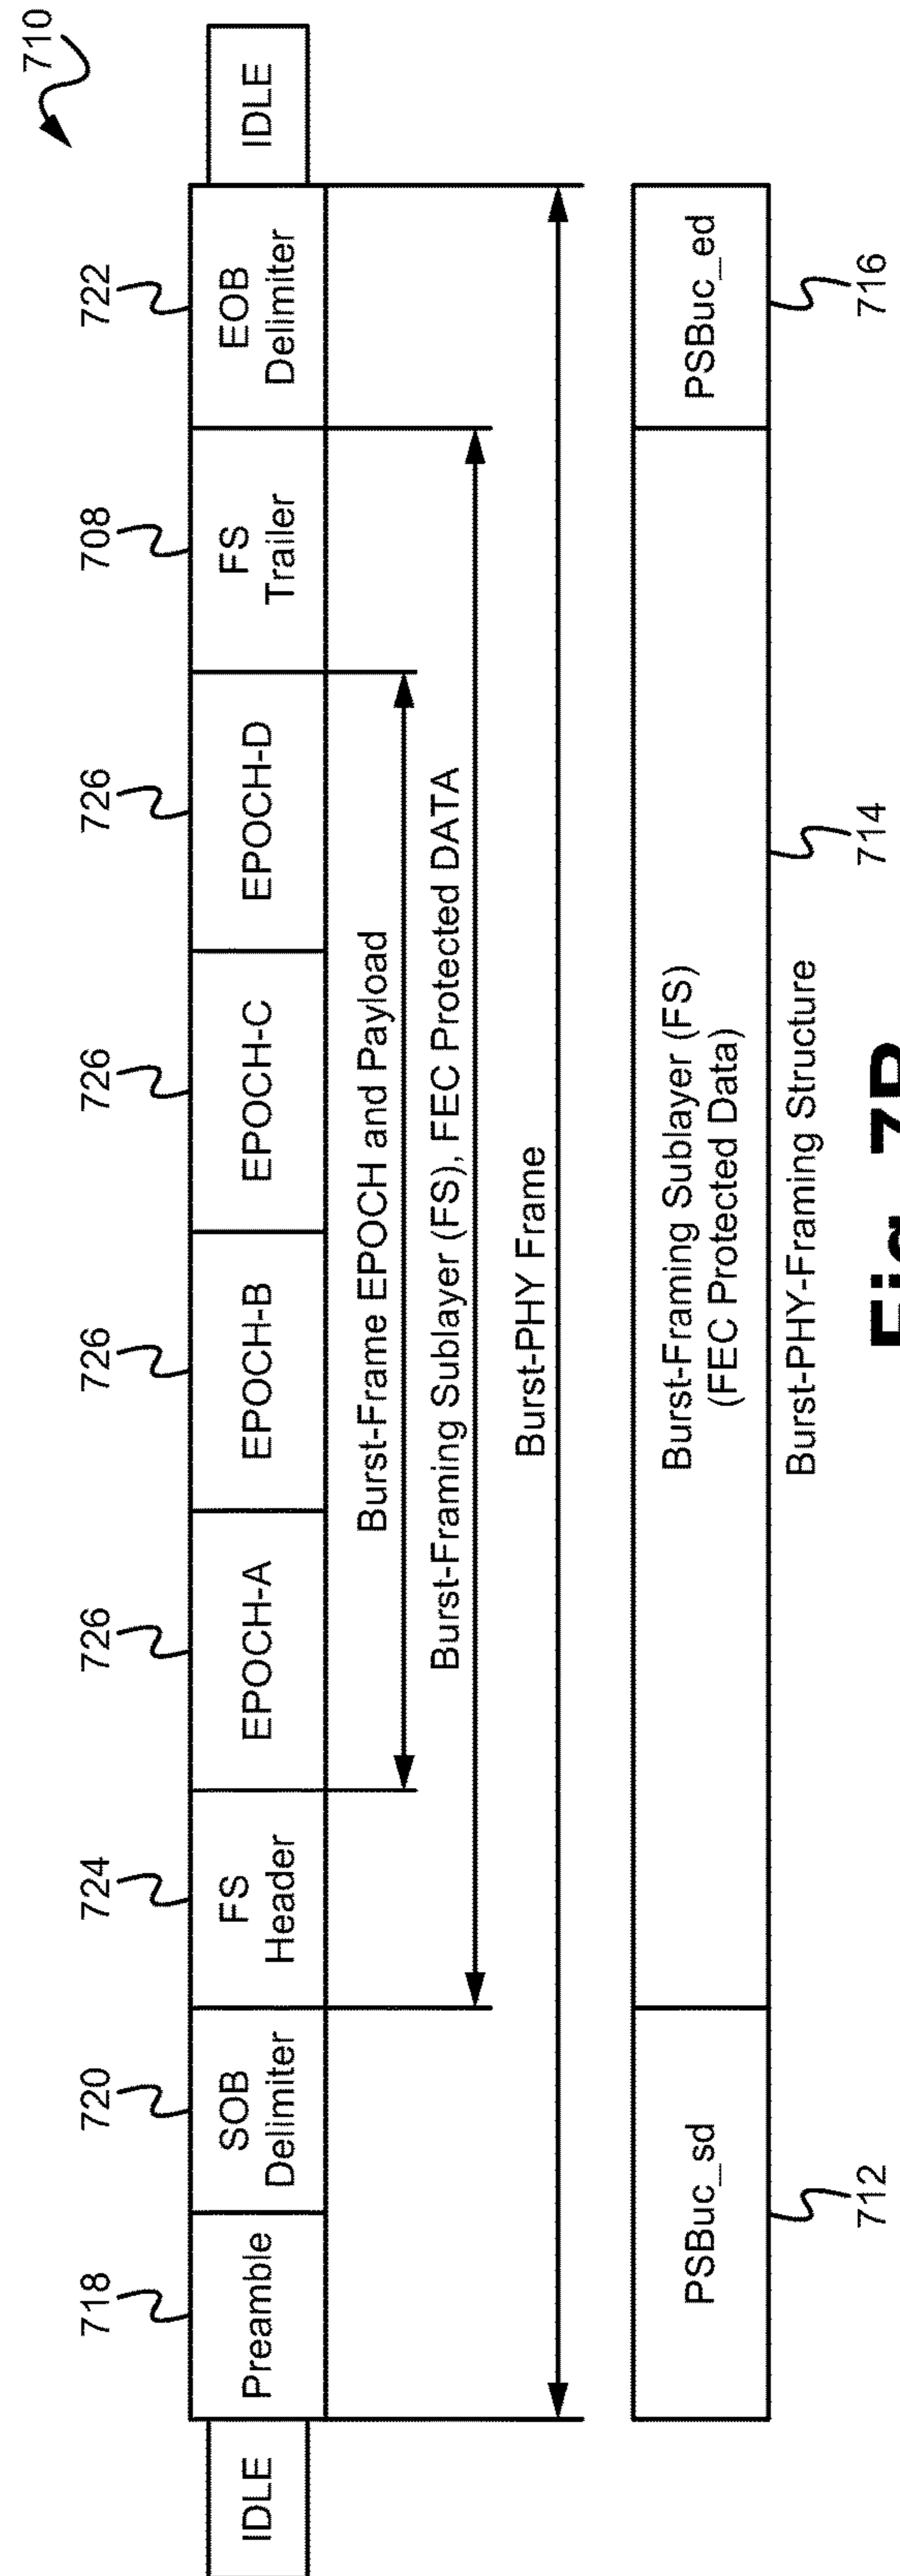 710
718
720
724
726
726
726
726
708
722
IDLE
Preamble
SOB
Delimiter
FS
Header
EPOCH-A
EPOCH-B
EPOCH-C
EPOCH-D
FS
Trailer
EOB
Delimiter
IDLE
Burst-Frame EPOCH and Payload
Burst-Framing Sublayer (FS), FEC Protected DATA
Burst-PHY Frame
PSBuc_sd
Burst-Framing Sublayer (FS)
(FEC Protected Data)
PSBuc_ed
712
714
716
Burst-PHY-Framing Structure